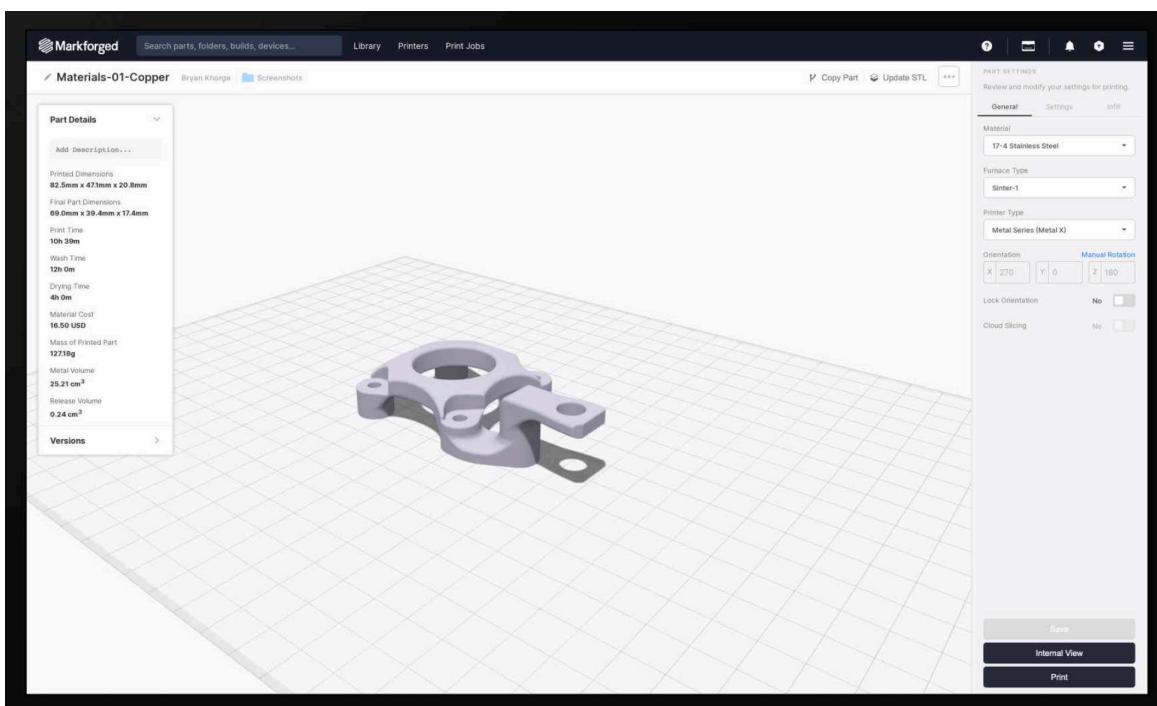 Markforged
Search parts, folders, builds, devices...
Library Printers Print Jobs
Materials-01-Copper Bryan Khorge Screenshots
Copy Part Update STL
Part Details
Add Description...
Printed Dimensions
82.5mm x 47.1mm x 20.8mm
Final Part Dimensions
69.0mm x 39.4mm x 17.4mm
Print Time
10h 39m
Wash Time
12h 0m
Drying Time
4h 0m
Material Cost
16.50 USD
Mass of Printed Part
127.18g
Metal Volume
25.21 cm³
Release Volume
0.24 cm³
Versions
PART SETTINGS
Review and modify your settings for printing.
General Settings Infill
Material
17-4 Stainless Steel
Furnace Type
Sinter-1
Printer Type
Metal Series (Metal X)
Orientation Manual Rotation
X 270 Y 0 Z 180
Lock Orientation No
Cloud Slicing No
Save
Internal View
Print